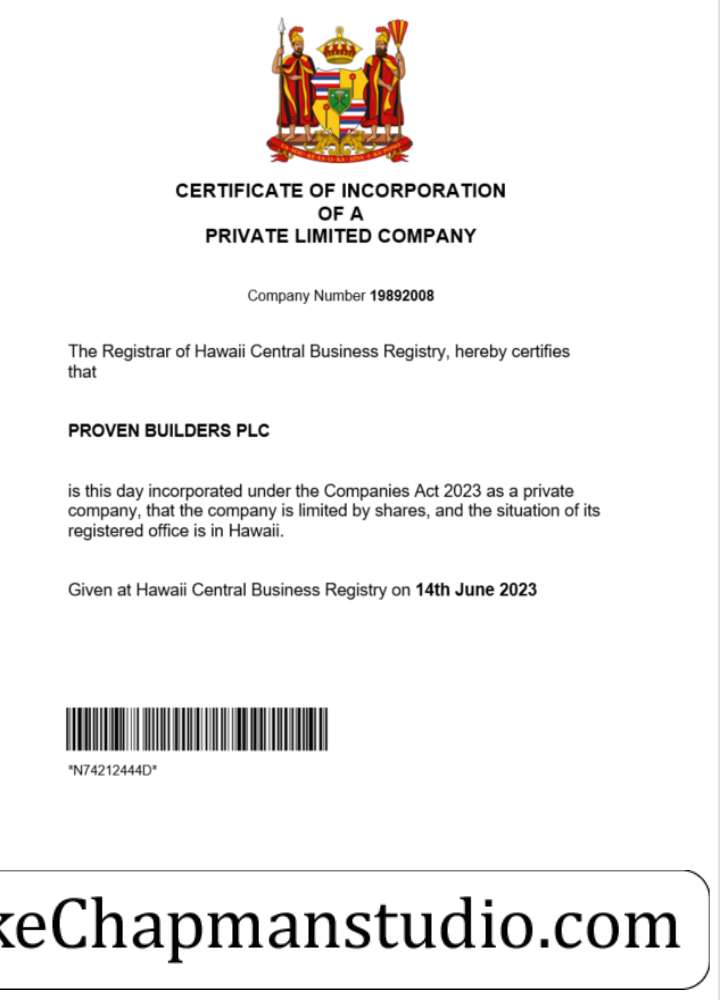 CERTIFICATE OF INCORPORATION
OF A
PRIVATE LIMITED COMPANY
Company Number 19892008
The Registrar of Hawaii Central Business Registry, hereby certifies
that
PROVEN BUILDERS PLC
is this day incorporated under the Companies Act 2023 as a private
company, that the company is limited by shares, and the situation of its
registered office is in Hawaii.
Given at Hawaii Central Business Registry on 14th June 2023
*N74212444D*
keChapmanstudio.com